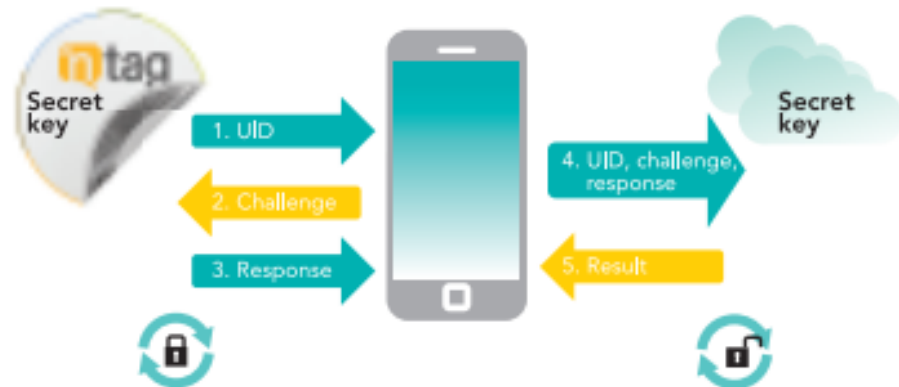 ntag
Secret
key
1. UID
2. Challenge
3. Response
4. UID, challenge,
response
5. Result
Secret
key